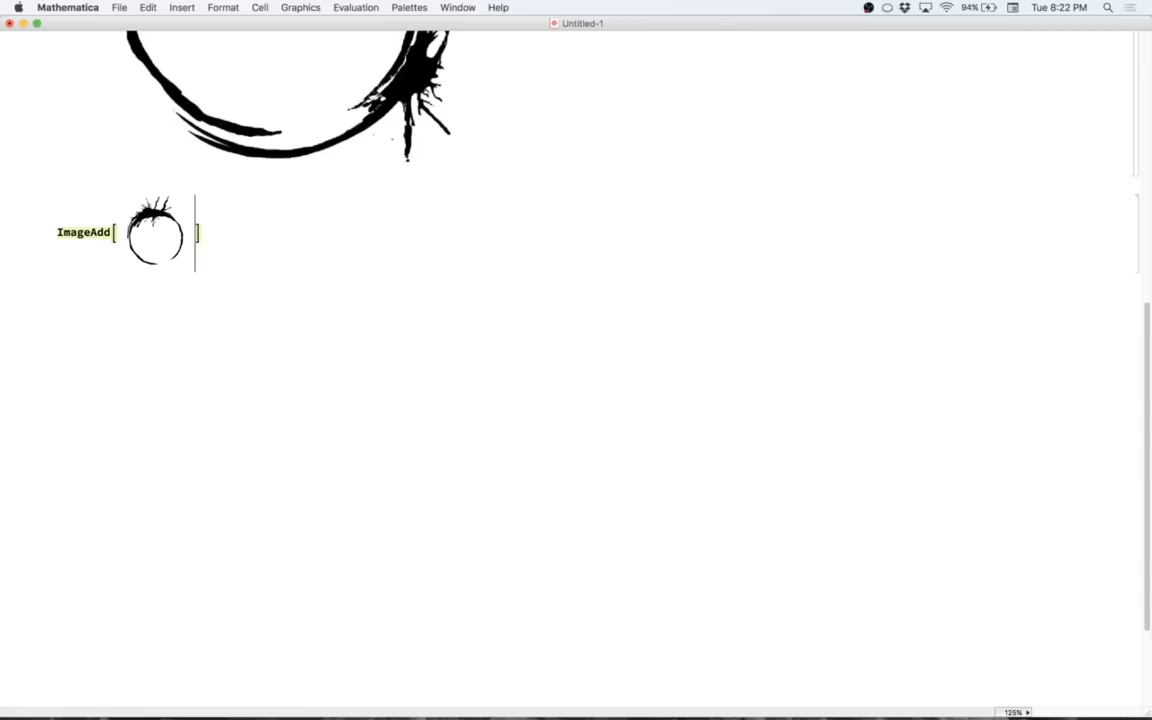 Mathematica File Edit Insert Format Cell Graphics Evaluation Palettes Window Help 94% Tue 8:22 PM
Untitled-1
ImageAdd[ ]
125%